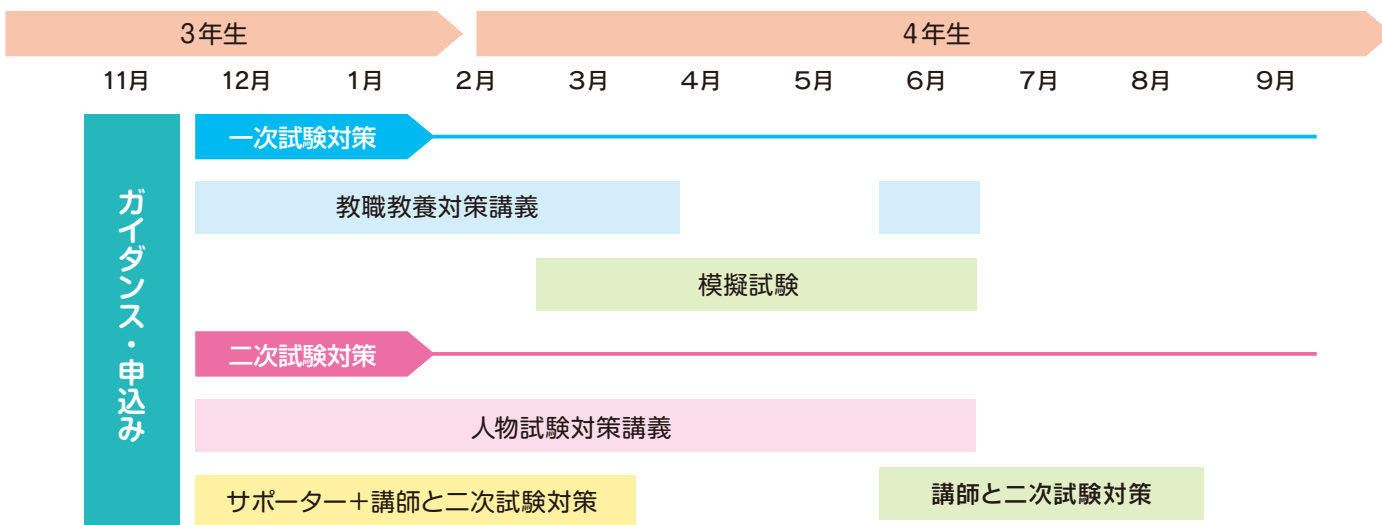 3年生
4年生
11月 12月 1月 2月 3月 4月 5月 6月 7月 8月 9月
ガイダンス・申込み
一次試験対策
教職教養対策講義
模擬試験
二次試験対策
人物試験対策講義
サポーター＋講師と二次試験対策
講師と二次試験対策